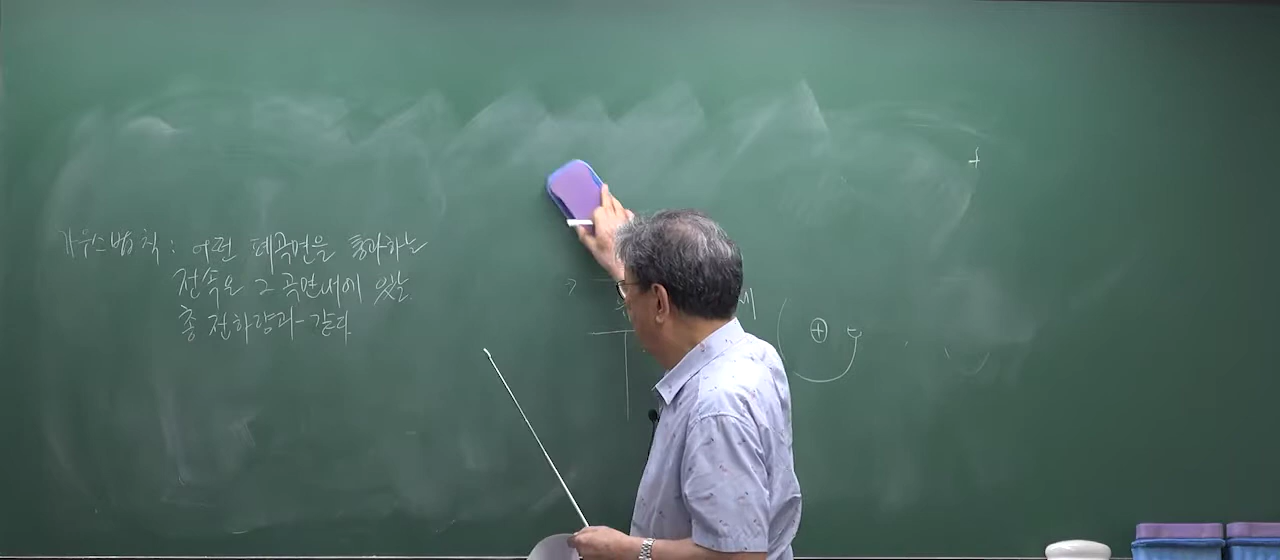 가우스법칙: 어떤 폐곡면을 통과하는
전속은 그 곡면내에 있는
총 전하량과 같다.
+
+